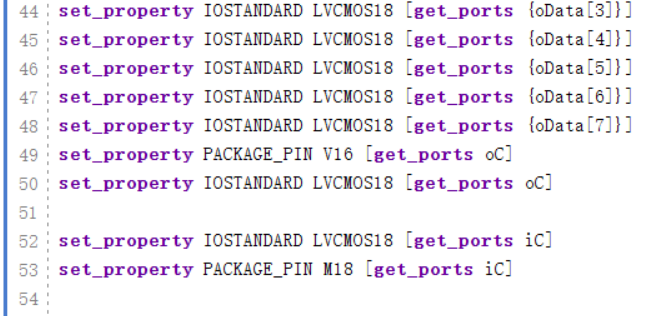 44 set_property IOSTANDARD LVCMOS18 [get_ports {oData[3]}]
45 set_property IOSTANDARD LVCMOS18 [get_ports {oData[4]}]
46 set_property IOSTANDARD LVCMOS18 [get_ports {oData[5]}]
47 set_property IOSTANDARD LVCMOS18 [get_ports {oData[6]}]
48 set_property IOSTANDARD LVCMOS18 [get_ports {oData[7]}]
49 set_property PACKAGE_PIN V16 [get_ports oC]
50 set_property IOSTANDARD LVCMOS18 [get_ports oC]
51
52 set_property IOSTANDARD LVCMOS18 [get_ports iC]
53 set_property PACKAGE_PIN M18 [get_ports iC]
54